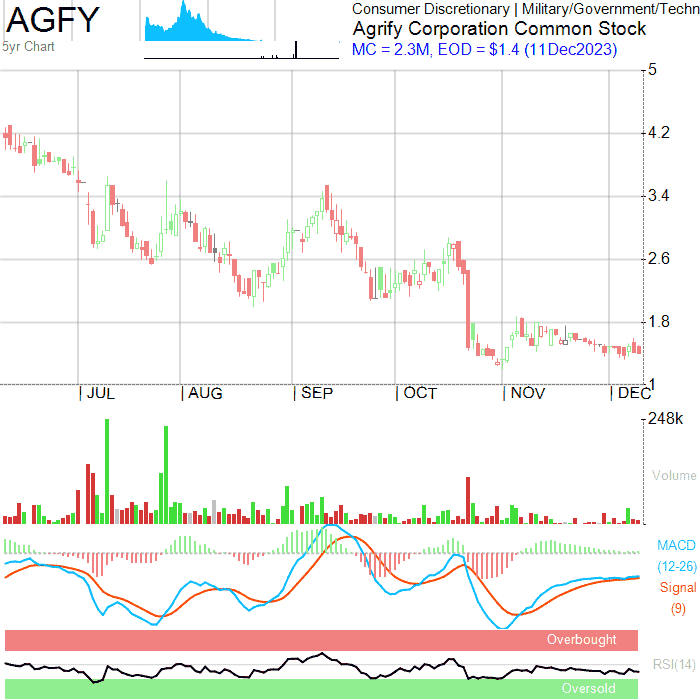 AGFY
5yr Chart
Consumer Discretionary | Military/Government/Techn
Agrify Corporation Common Stock
MC = 2.3M, EOD = $1.4 (11Dec2023)
5
4.2
3.4
2.6
1.8
1
| JUL | AUG | SEP | OCT | NOV | DEC
248k
Volume
MACD
(12-26)
Signal
(9)
Overbought
RSI(14)
Oversold